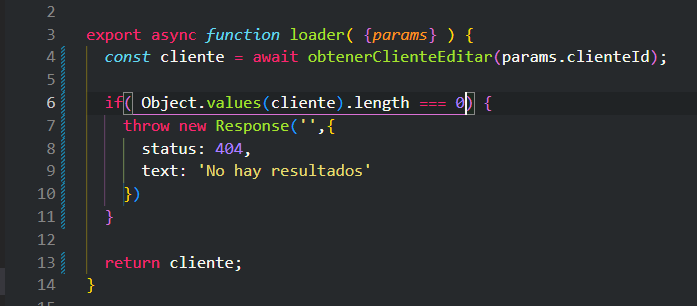 2
3 export async function loader( {params} ) {
4 const cliente = await obtenerClienteEditar(params.clienteId);
5
6 if( Object.values(cliente).length === 0) {
7 throw new Response('',{
8 status: 404,
9 text: 'No hay resultados'
10 })
11 }
12
13 return cliente;
14 }